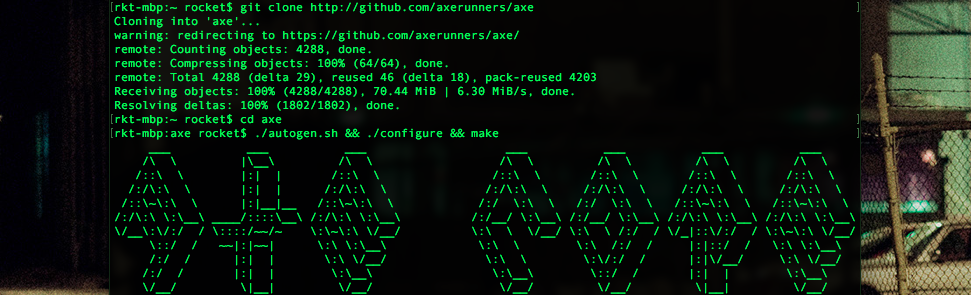 [rkt-mbp:~ rocket$ git clone http://github.com/axerunners/axe
Cloning into 'axe'...
warning: redirecting to https://github.com/axerunners/axe/
remote: Counting objects: 4288, done.
remote: Compressing objects: 100% (64/64), done.
remote: Total 4288 (delta 29), reused 46 (delta 18), pack-reused 4203
Receiving objects: 100% (4288/4288), 70.44 MiB | 6.30 MiB/s, done.
Resolving deltas: 100% (1802/1802), done.
[rkt-mbp:~ rocket$ cd axe
[rkt-mbp:axe rocket$ ./autogen.sh && ./configure && make
AXE CORE